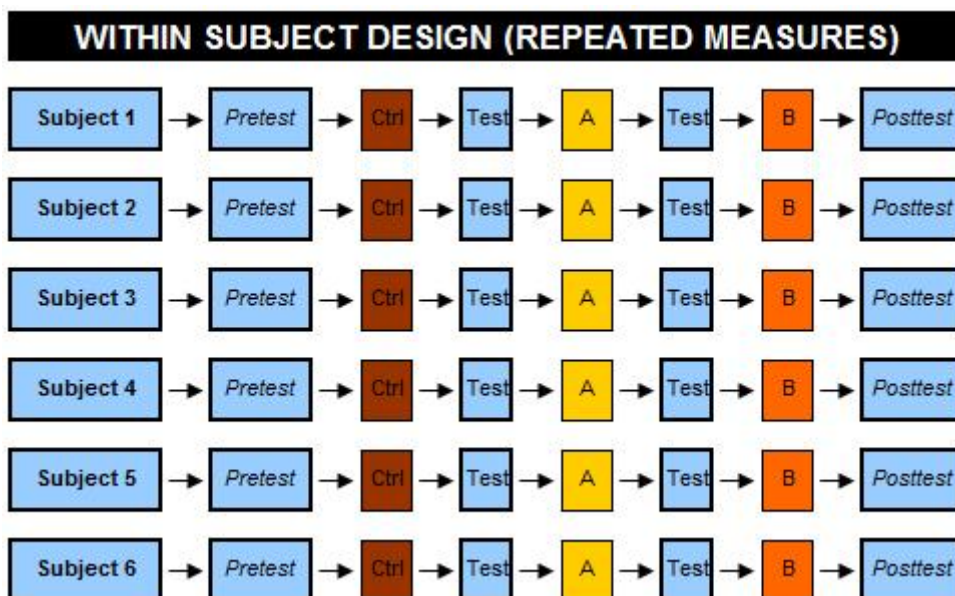 WITHIN SUBJECT DESIGN (REPEATED MEASURES)
Subject 1 Pretest Ctrl Test A Test B Posttest
Subject 2 Pretest Ctrl Test A Test B Posttest
Subject 3 Pretest Ctrl Test A Test B Posttest
Subject 4 Pretest Ctrl Test A Test B Posttest
Subject 5 Pretest Ctrl Test A Test B Posttest
Subject 6 Pretest Ctrl Test A Test B Posttest